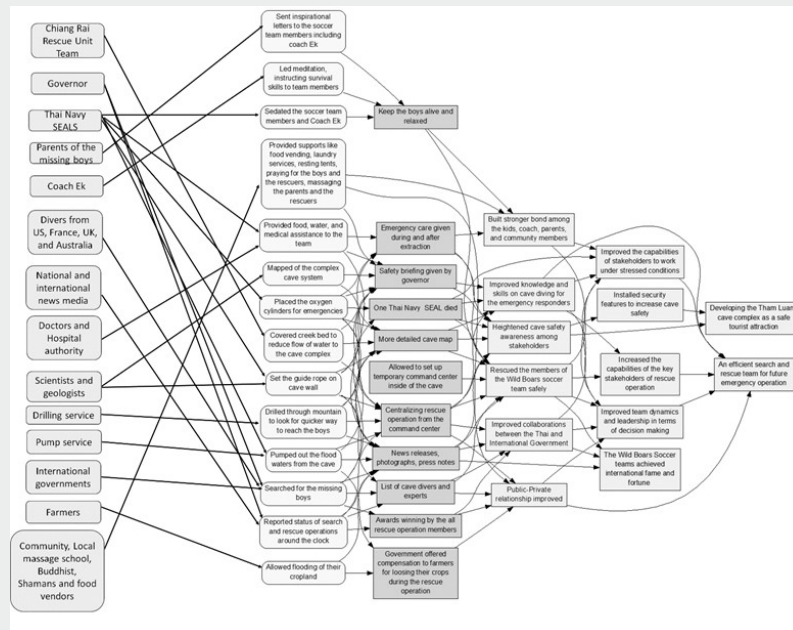 Chiang Rai
Rescue Unit
Team
Governor
Thai Navy
SEALS
Parents of the
missing boys
Coach Ek
Divers from
US, France, UK,
and Australia
National and
international
news media
Doctors and
Hospital
authority
Scientists and
geologists
Drilling service
Pump service
International
governments
Farmers
Community, Local
massage school,
Buddhist,
Shamans and food
vendors
Sent inspirational
letters to the soccer
team members including
coach Ek
Led meditation,
instructing survival
skills to team members
Sedated the soccer team
members and Coach Ek
Provided supports like
food vending, laundry
services, resting tents,
praying for the boys and
the rescuers, massaging
the parents and the
rescuers
Provided food, water, and
medical assistance to the
team
Mapped of the complex
cave system
Placed the oxygen
cylinders for emergencies
Covered creek bed to
reduce flow of water to
the cave complex
Set the guide rope on
cave wall
Drilled through mountain
to look for quicker way
to reach the boys
Pumped out the flood
waters from the cave
Searched for the missing
boys
Reported status of search
and rescue operations
around the clock
Allowed flooding of their
cropland
Keep the boys alive and
relaxed
Emergency care given
during and after
extraction
Safety briefing given by
governor
One Thai Navy SEAL died
More detailed cave map
Allowed to set up
temporary command center
inside of the cave
Centralizing rescue
operation from the
command center
News releases,
photographs, press notes
List of cave divers and
experts
Awards winning by the all
rescue operation members
Government offered
compensation to farmers
for loosing their crops
during the rescue
operation
Built stronger bond among
the kids, coach, parents,
and community members
Improved knowledge and
skills on cave diving for
the emergency responders
Heightened cave safety
awareness among
stakeholders
Rescued the members of
the Wild Boars soccer
team safely
Improved collaborations
between the Thai and
International Government
Public-Private
relationship improved
Improved the capabilities
of stakeholders to work
under stressed conditions
Installed security
features to increase cave
safety
Increased the
capabilities of the key
stakeholders of rescue
operation
Improved team dynamics
and leadership in terms
of decision making
The Wild Boars Soccer
teams achieved
international fame and
fortune
Developing the Tham Luang
cave complex as a safe
tourist attraction
An efficient search and
rescue team for future
emergency operation